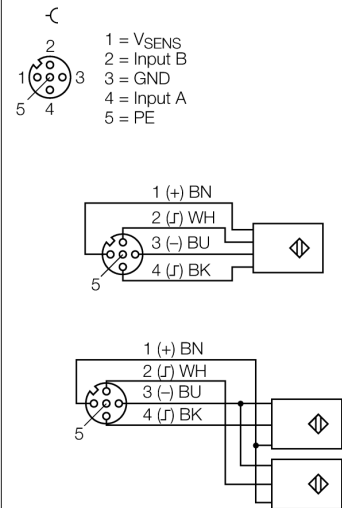 2
1
3
5
4
1 = VSENS
2 = Input B
3 = GND
4 = Input A
5 = PE
1 (+) BN
2 (⎍) WH
3 (–) BU
4 (⎍) BK
5
1 (+) BN
2 (⎍) WH
3 (–) BU
4 (⎍) BK
5